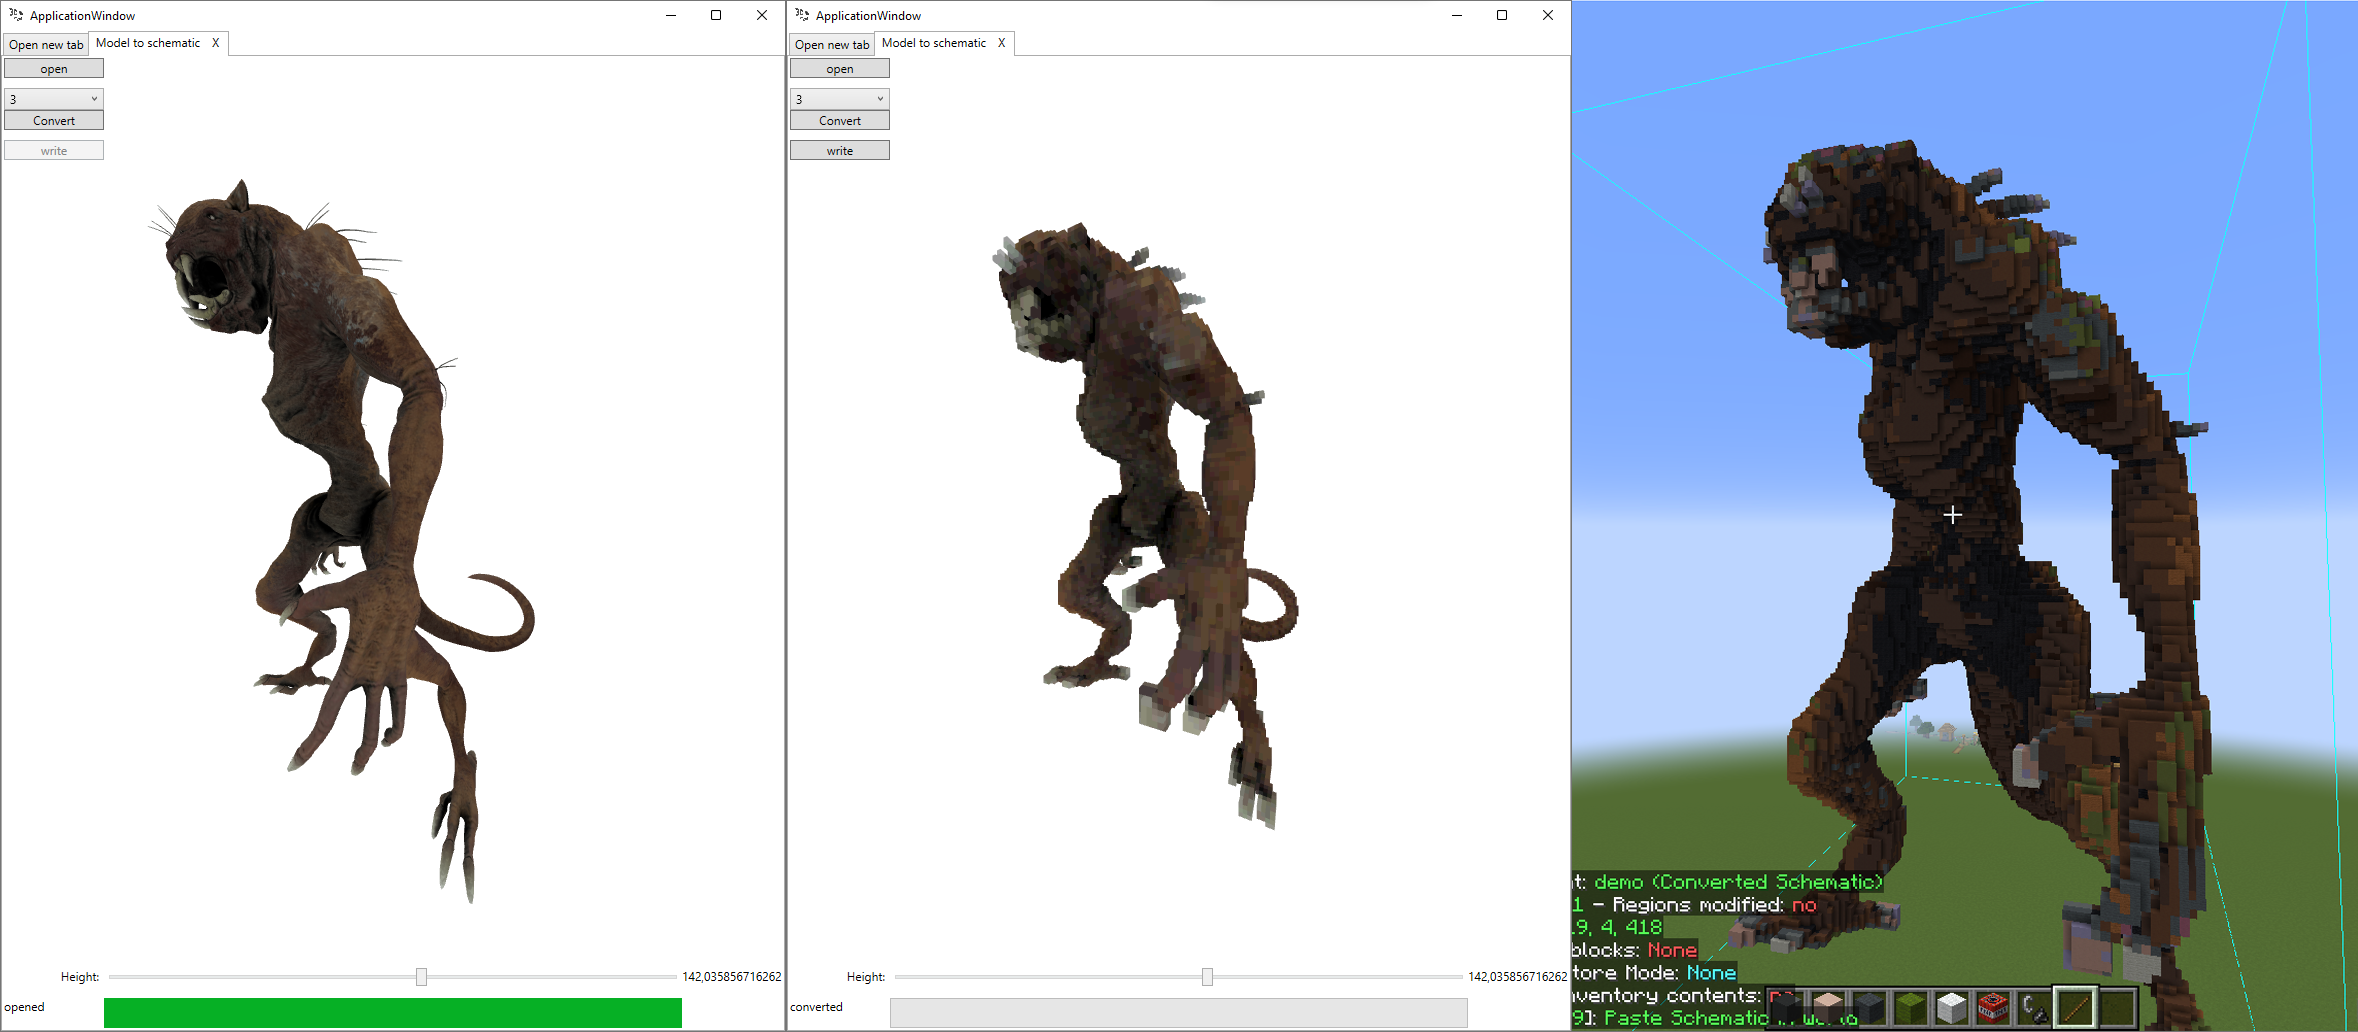 ApplicationWindow
Open new tab
Model to schematic X
open
3
Convert
write
Height:
142,035856716262
opened
ApplicationWindow
Open new tab
Model to schematic X
open
3
Convert
write
Height:
142,035856716262
converted
t: demo (Converted Schematic)
1 - Regions modified: no
9, 4, 418
blocks: None
tore Mode: None
ventory contents:
9]: Paste Schematic in world